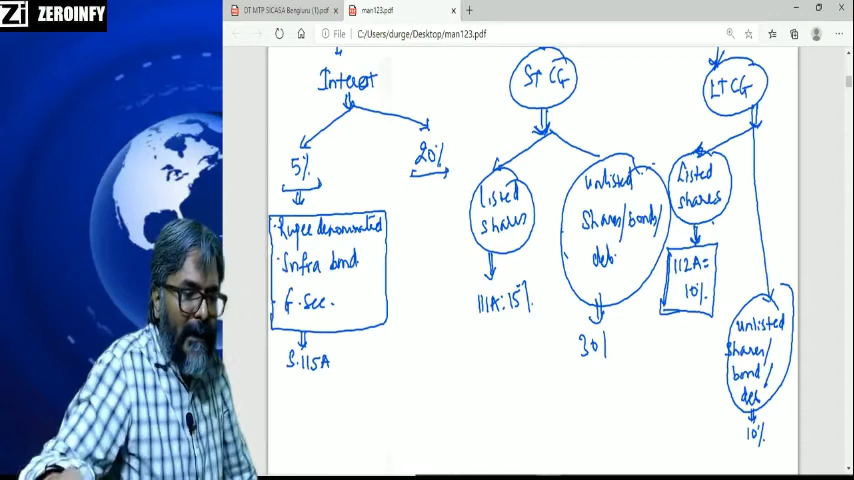 Zi ZEROINFY
DT MTP SICASA Bengluru (1).pdf
man123.pdf
File
C:/Users/durge/Desktop/man123.pdf
Interest
5%
20%
Rupee denominated
Infra bond
G. Sec.
S.115A
St CG
Listed
shares
111A: 15%
unlisted
shares/bonds/
deb.
30%
LTCG
Listed
shares
112A =
10%
unlisted
shares/
bond/
deb
10%